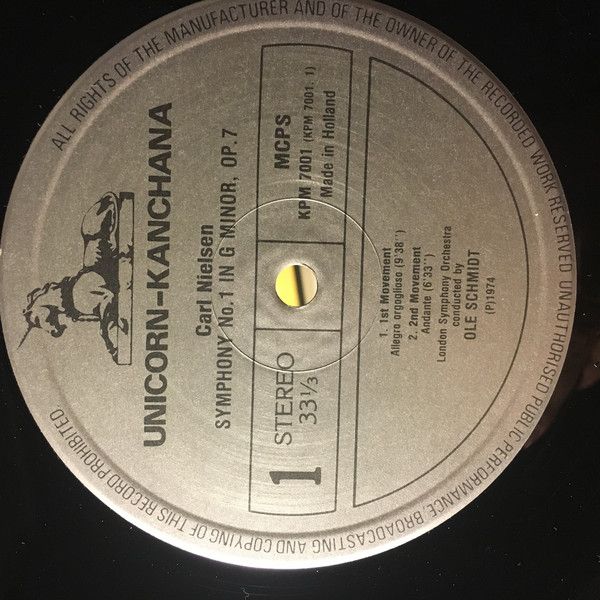 ALL RIGHTS OF THE MANUFACTURER AND OF THE OWNER OF THE RECORDED WORK RESERVED UNAUTHORISED PUBLIC PERFORMANCE, BROADCASTING AND COPYING OF THIS RECORD PROHIBITED
UNICORN-KANCHANA
Carl Nielsen
SYMPHONY No.1 IN G MINOR, OP.7
1 STEREO
33⅓
MCPS
KPM 7001 (KPM 7001: 1)
Made in Holland
1. 1st Movement
Allegro orgoglioso (9'38'')
2. 2nd Movement
Andante (6'33'')
London Symphony Orchestra
conducted by
OLE SCHMIDT
(P)1974